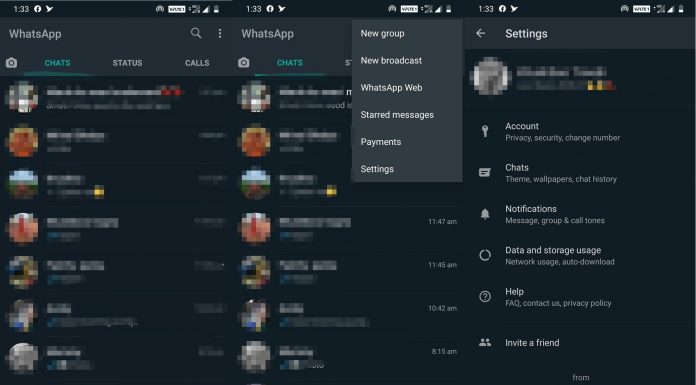 1:33
WhatsApp
CHATS
STATUS
CALLS
1:33
WhatsApp
CHATS
New group
New broadcast
WhatsApp Web
Starred messages
Payments
Settings
11:47 am
11:45 am
10:42 am
8:15 am
1:33
Settings
Account
Privacy, security, change number
Chats
Theme, wallpapers, chat history
Notifications
Message, group & call tones
Data and storage usage
Network usage, auto-download
Help
FAQ, contact us, privacy policy
Invite a friend
from